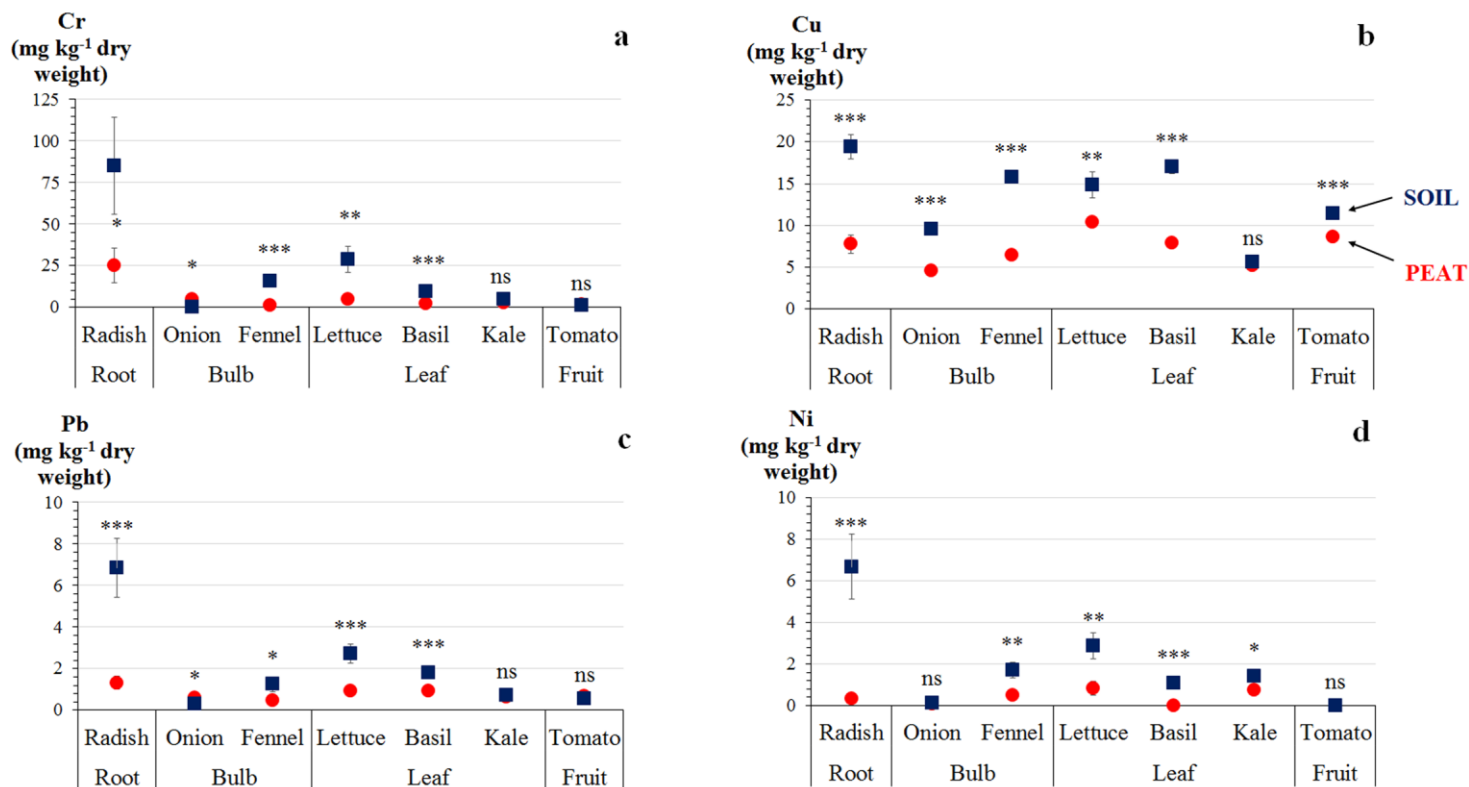 Cr
(mg kg⁻¹ dry
weight)
a
125
100
75
50
25
0
*
*
***
**
***
ns
ns
Radish Onion Fennel Lettuce Basil Kale Tomato
Root Bulb Leaf Fruit
Cu
(mg kg⁻¹ dry
weight)
b
25
20
15
10
5
0
***
***
***
**
***
ns
***
SOIL
PEAT
Radish Onion Fennel Lettuce Basil Kale Tomato
Root Bulb Leaf Fruit
Pb
(mg kg⁻¹ dry
weight)
c
10
8
6
4
2
0
***
*
*
***
***
ns
ns
Radish Onion Fennel Lettuce Basil Kale Tomato
Root Bulb Leaf Fruit
Ni
(mg kg⁻¹ dry
weight)
d
10
8
6
4
2
0
***
ns
**
**
***
*
ns
Radish Onion Fennel Lettuce Basil Kale Tomato
Root Bulb Leaf Fruit